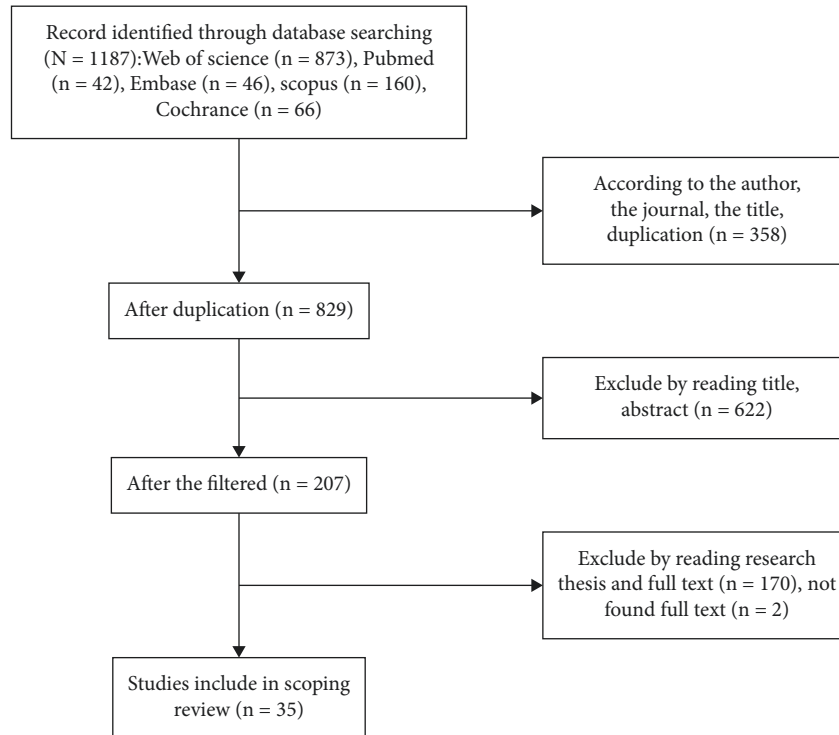 Record identified through database searching
(N = 1187):Web of science (n = 873), Pubmed
(n = 42), Embase (n = 46), scopus (n = 160),
Cochrance (n = 66)
According to the author,
the journal, the title,
duplication (n = 358)
After duplication (n = 829)
Exclude by reading title,
abstract (n = 622)
After the filtered (n = 207)
Exclude by reading research
thesis and full text (n = 170), not
found full text (n = 2)
Studies include in scoping
review (n = 35)